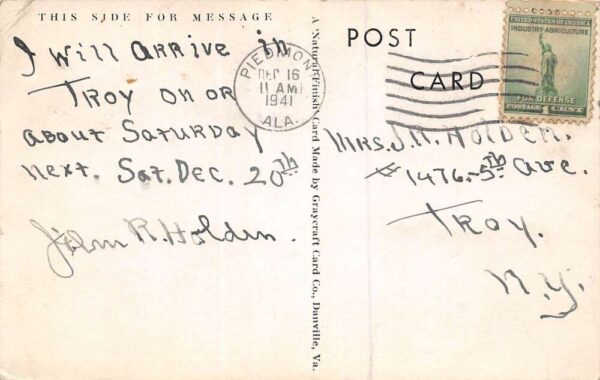 THIS SIDE FOR MESSAGE
I Will ARRive in
TROY ON OR
ABOUT SATURDAY
Next. Sat. Dec. 20th
John R. Holden.
A "Natural Finish" Card Made by Graycraft Card Co., Danville, Va.
POST
CARD
PIEDMONT
DEC 16
11 AM
1941
ALA.
UNITED STATES OF AMERICA
INDUSTRY AGRICULTURE
FOR DEFENSE
POSTAGE 1 CENT
MRS. J. R. HOLDEN.
# 1476-5th Ave.
TROY.
N.Y.